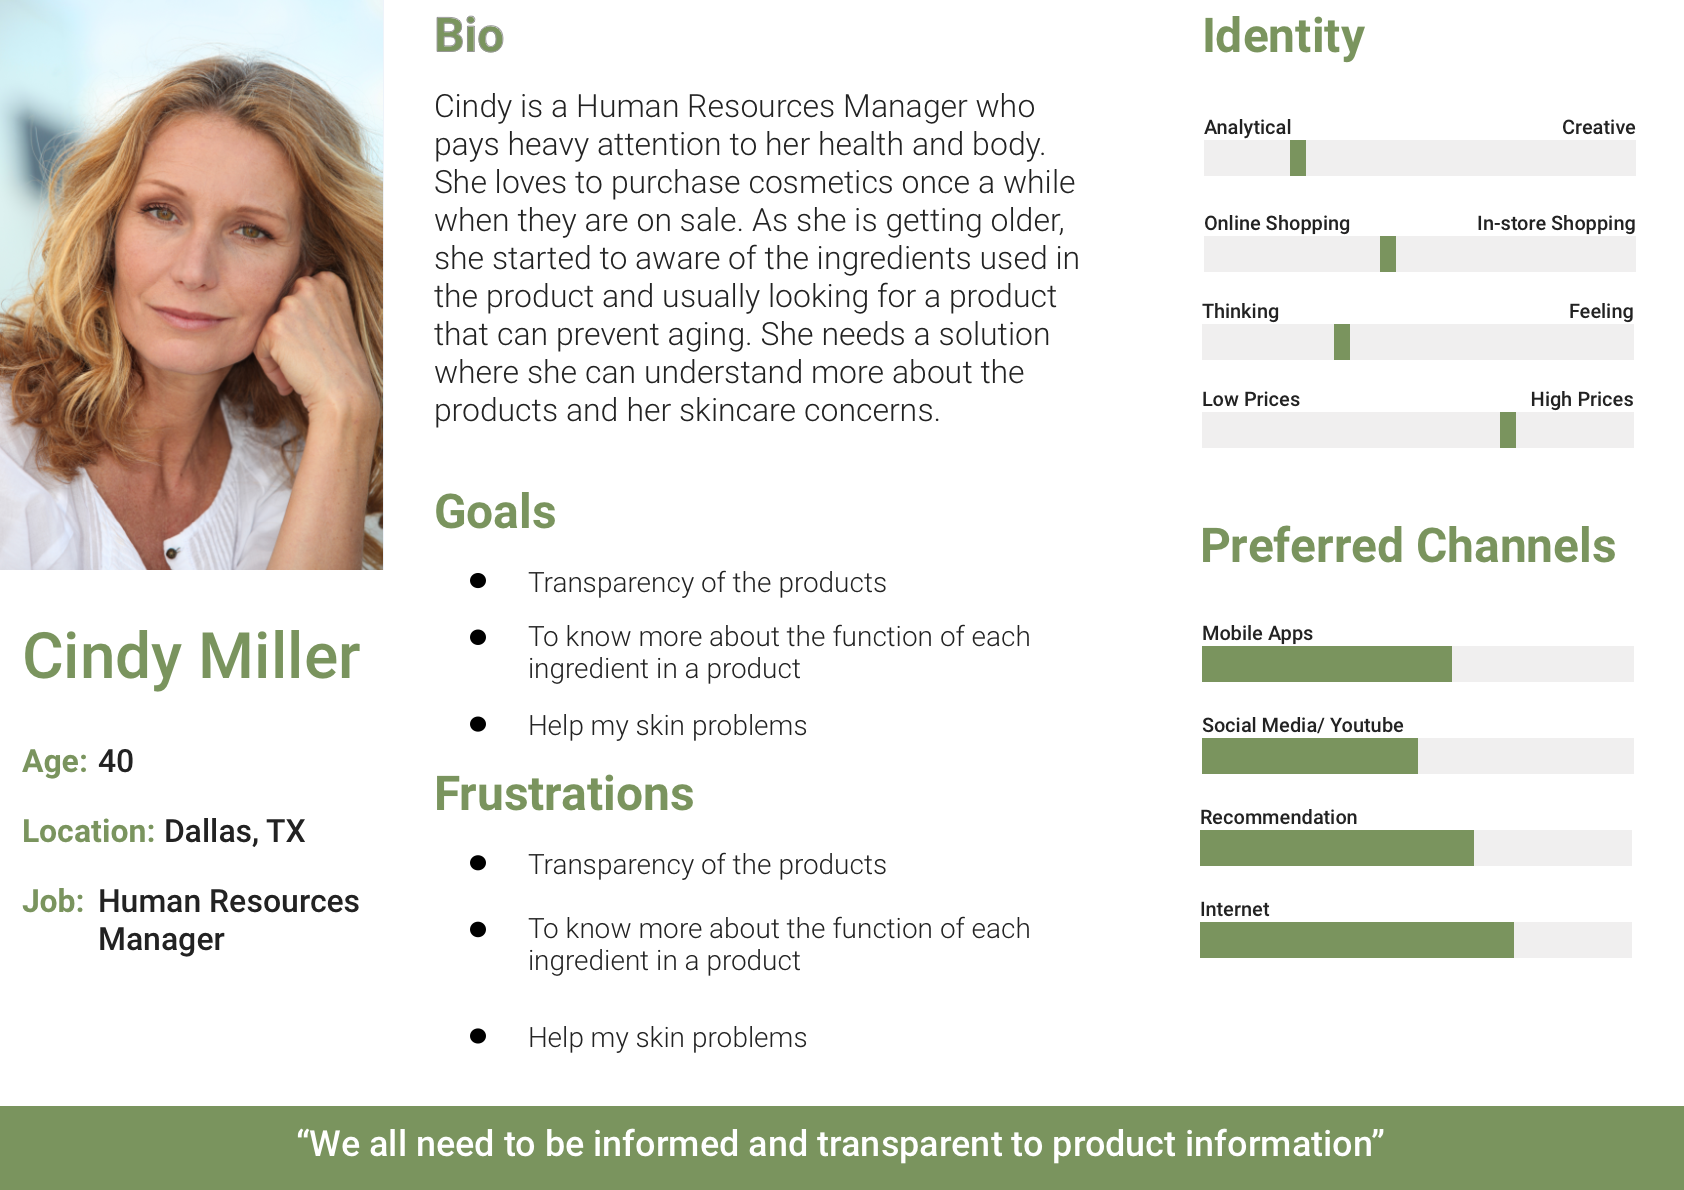 Cindy Miller
Age: 40
Location: Dallas, TX
Job: Human Resources
Manager
Bio
Cindy is a Human Resources Manager who
pays heavy attention to her health and body.
She loves to purchase cosmetics once a while
when they are on sale. As she is getting older,
she started to aware of the ingredients used in
the product and usually looking for a product
that can prevent aging. She needs a solution
where she can understand more about the
products and her skincare concerns.
Goals
● Transparency of the products
● To know more about the function of each
ingredient in a product
● Help my skin problems
Frustrations
● Transparency of the products
● To know more about the function of each
ingredient in a product
● Help my skin problems
Identity
Analytical Creative
Online Shopping In-store Shopping
Thinking Feeling
Low Prices High Prices
Preferred Channels
Mobile Apps
Social Media/ Youtube
Recommendation
Internet
“We all need to be informed and transparent to product information”